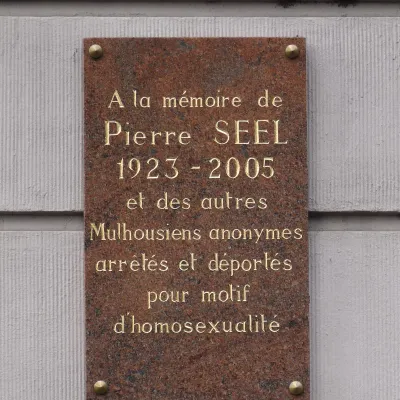 A la mémoire de
Pierre SEEL
1923 - 2005
et des autres
Mulhousiens anonymes
arrêtés et déportés
pour motif
d'homosexualité